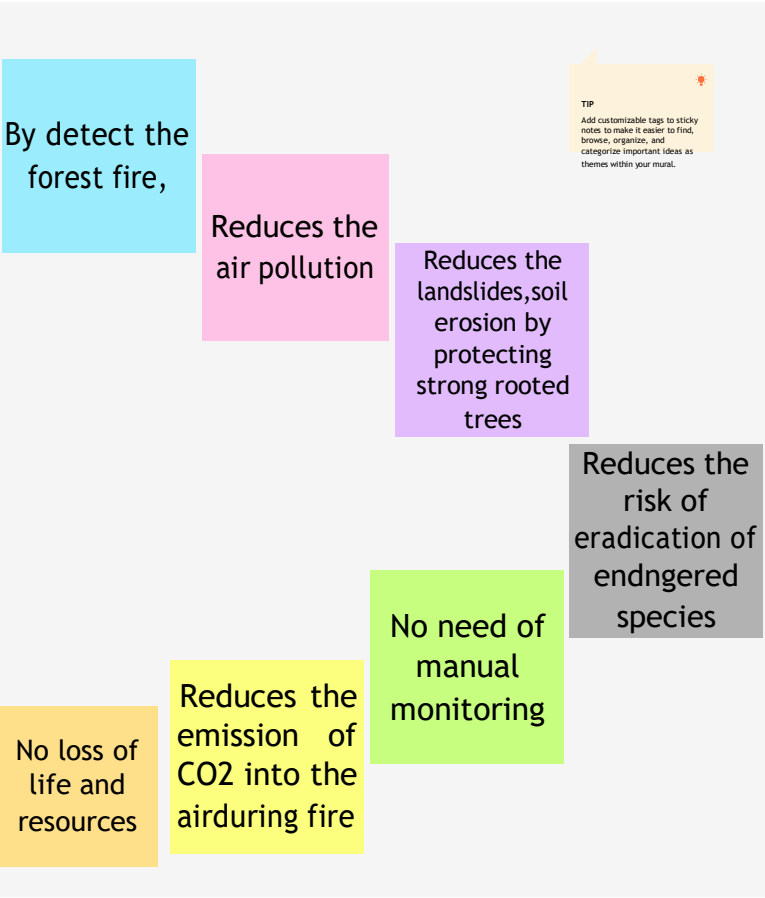 By detect the
forest fire,
TIP
Add customizable tags to sticky
notes to make it easier to find,
browse, organize, and
categorize important ideas as
themes within your mural.
Reduces the
air pollution
Reduces the
landslides,soil
erosion by
protecting
strong rooted
trees
Reduces the
risk of
eradication of
endngered
species
No need of
manual
monitoring
Reduces the
emission of
CO2 into the
airduring fire
No loss of
life and
resources